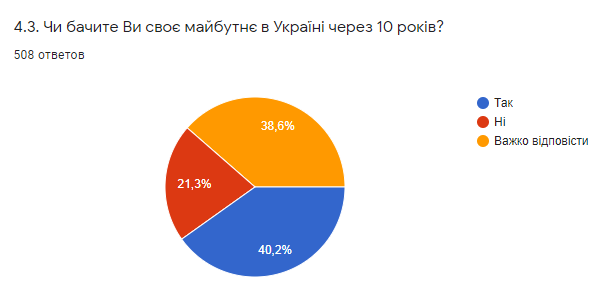 4.3. Чи бачите Ви своє майбутнє в Україні через 10 років?
508 ответов
Так
Ні
Важко відповісти
38,6%
21,3%
40,2%